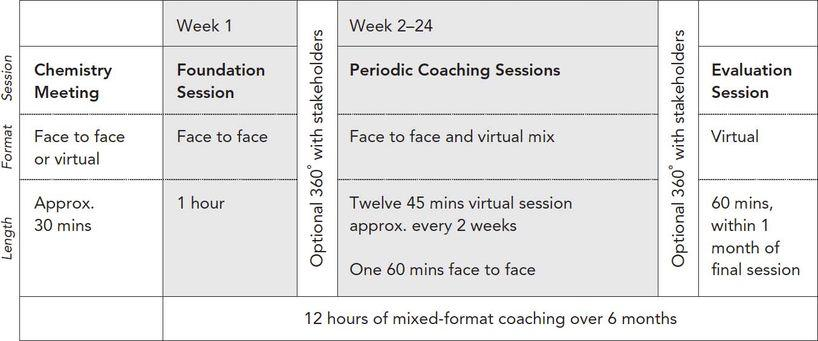 Week 1
Week 2–24
Session
Chemistry
Meeting
Foundation
Session
Optional 360° with stakeholders
Periodic Coaching Sessions
Optional 360° with stakeholders
Evaluation
Session
Format
Face to face
or virtual
Face to face
Face to face and virtual mix
Virtual
Length
Approx.
30 mins
1 hour
Twelve 45 mins virtual session
approx. every 2 weeks
One 60 mins face to face
60 mins,
within 1
month of
final session
12 hours of mixed-format coaching over 6 months